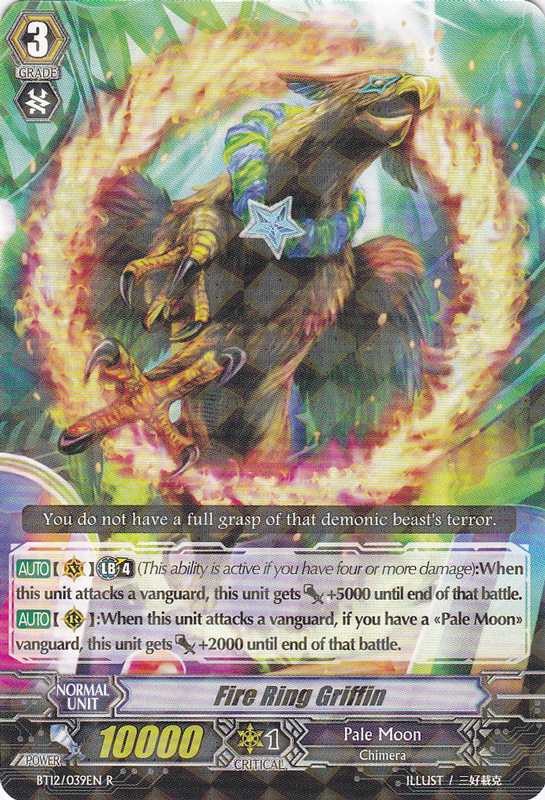 3
GRADE
You do not have a full grasp of that demonic beast's terror.
AUTO【 】LB 4 (This ability is active if you have four or more damage):When
this unit attacks a vanguard, this unit gets +5000 until end of that battle.
AUTO【 】:When this unit attacks a vanguard, if you have a «Pale Moon»
vanguard, this unit gets +2000 until end of that battle.
NORMAL
UNIT
Fire Ring Griffin
POWER
10000
1
CRITICAL
Pale Moon
Chimera
BT12/039EN R
ILLUST / 三好載克